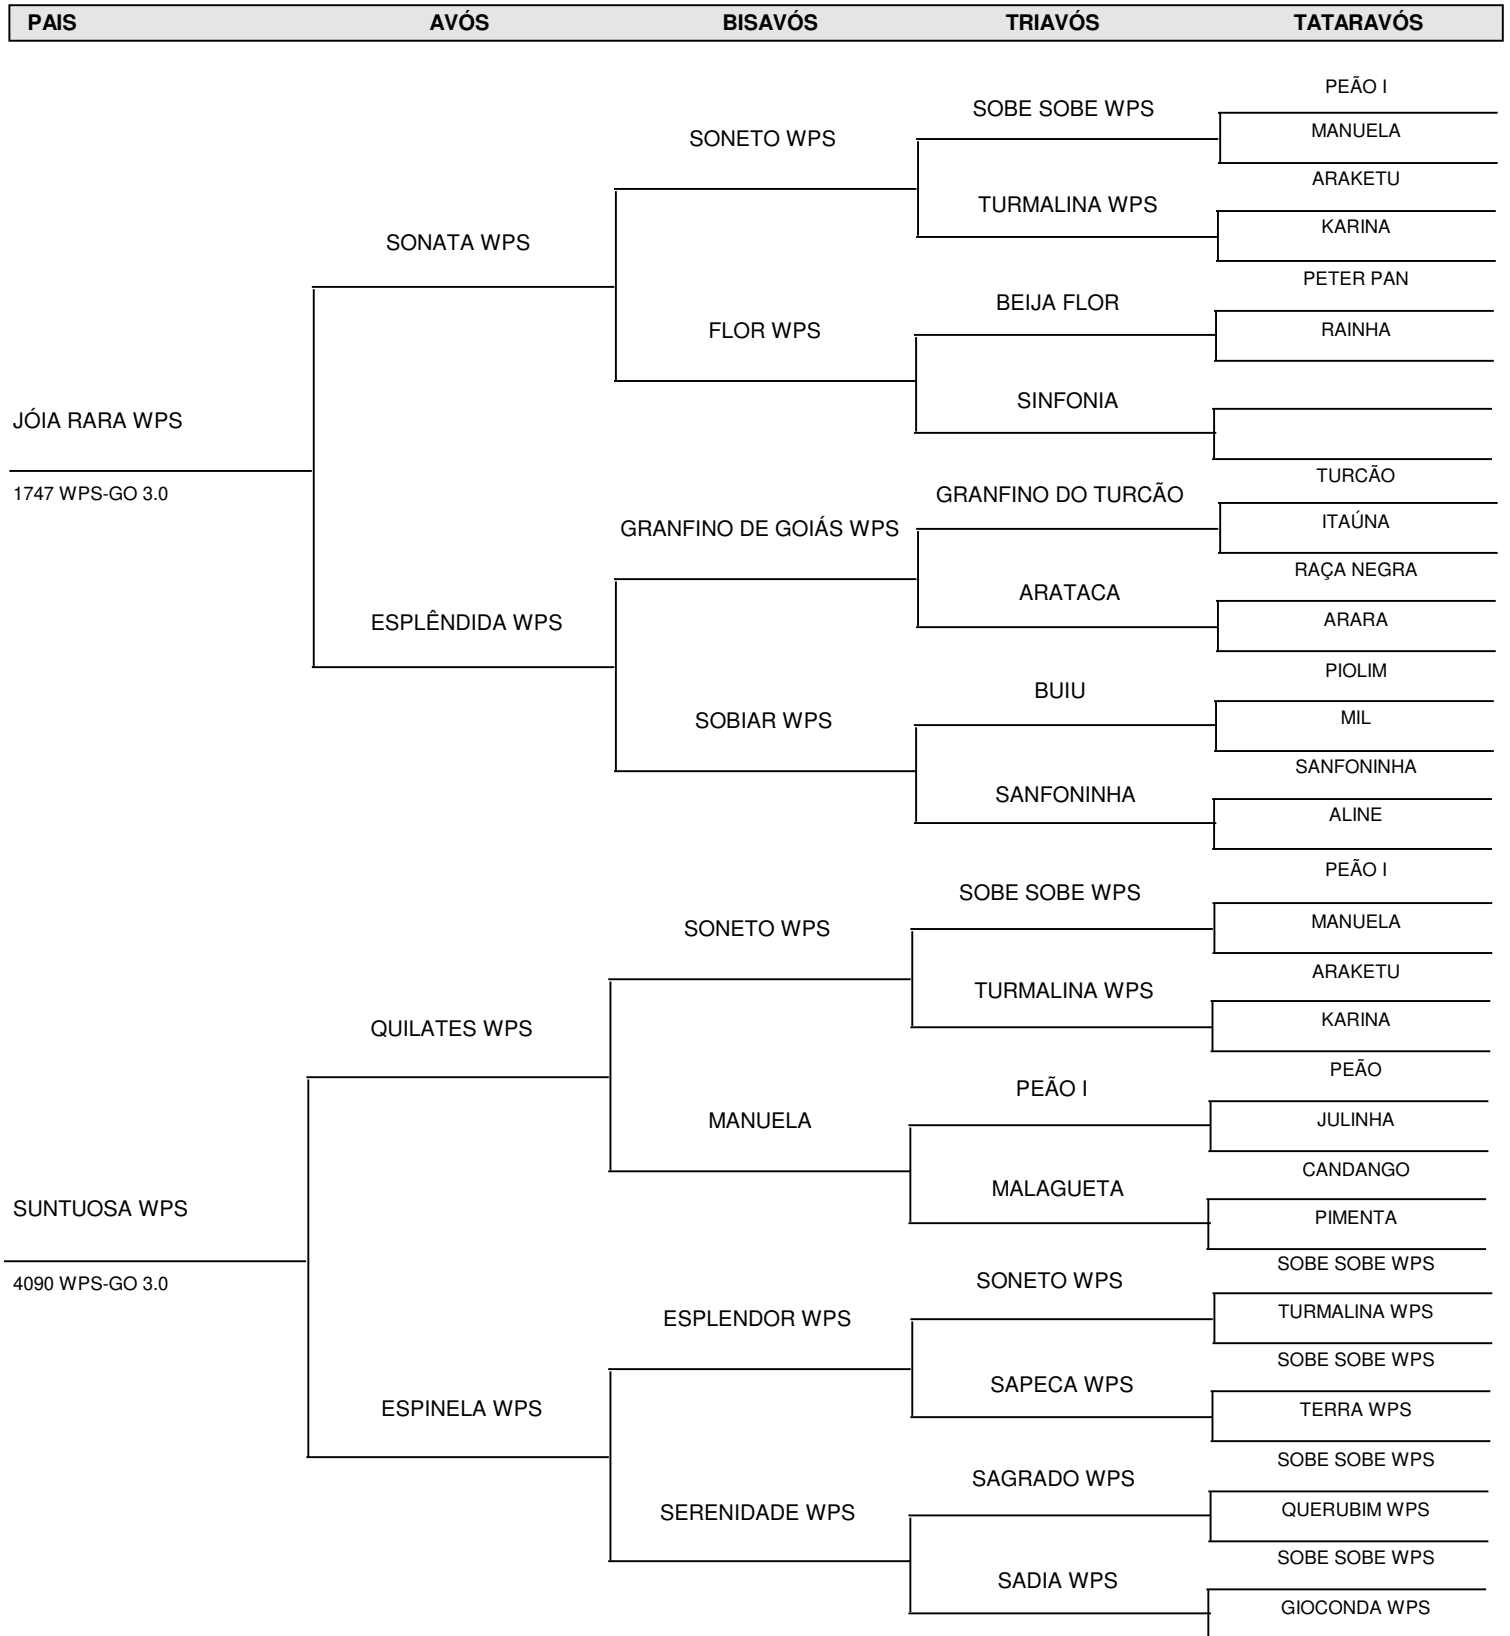 PAIS AVÓS BISAVÓS TRIAVÓS TATARAVÓS
PEÃO I
SOBE SOBE WPS
MANUELA
SONETO WPS
ARAKETU
TURMALINA WPS
KARINA
SONATA WPS
PETER PAN
BEIJA FLOR
RAINHA
FLOR WPS
SINFONIA
JÓIA RARA WPS
TURCÃO
1747 WPS-GO 3.0
GRANFINO DO TURCÃO
ITAÚNA
GRANFINO DE GOIÁS WPS
RAÇA NEGRA
ARATACA
ARARA
ESPLÊNDIDA WPS
PIOLIM
BUIU
MIL
SOBIAR WPS
SANFONINHA
SANFONINHA
ALINE
PEÃO I
SOBE SOBE WPS
MANUELA
SONETO WPS
ARAKETU
TURMALINA WPS
KARINA
QUILATES WPS
PEÃO
PEÃO I
JULINHA
MANUELA
CANDANGO
MALAGUETA
SUNTUOSA WPS
PIMENTA
SOBE SOBE WPS
4090 WPS-GO 3.0
SONETO WPS
TURMALINA WPS
ESPLENDOR WPS
SOBE SOBE WPS
SAPECA WPS
ESPINELA WPS
TERRA WPS
SOBE SOBE WPS
SAGRADO WPS
QUERUBIM WPS
SERENIDADE WPS
SOBE SOBE WPS
SADIA WPS
GIOCONDA WPS